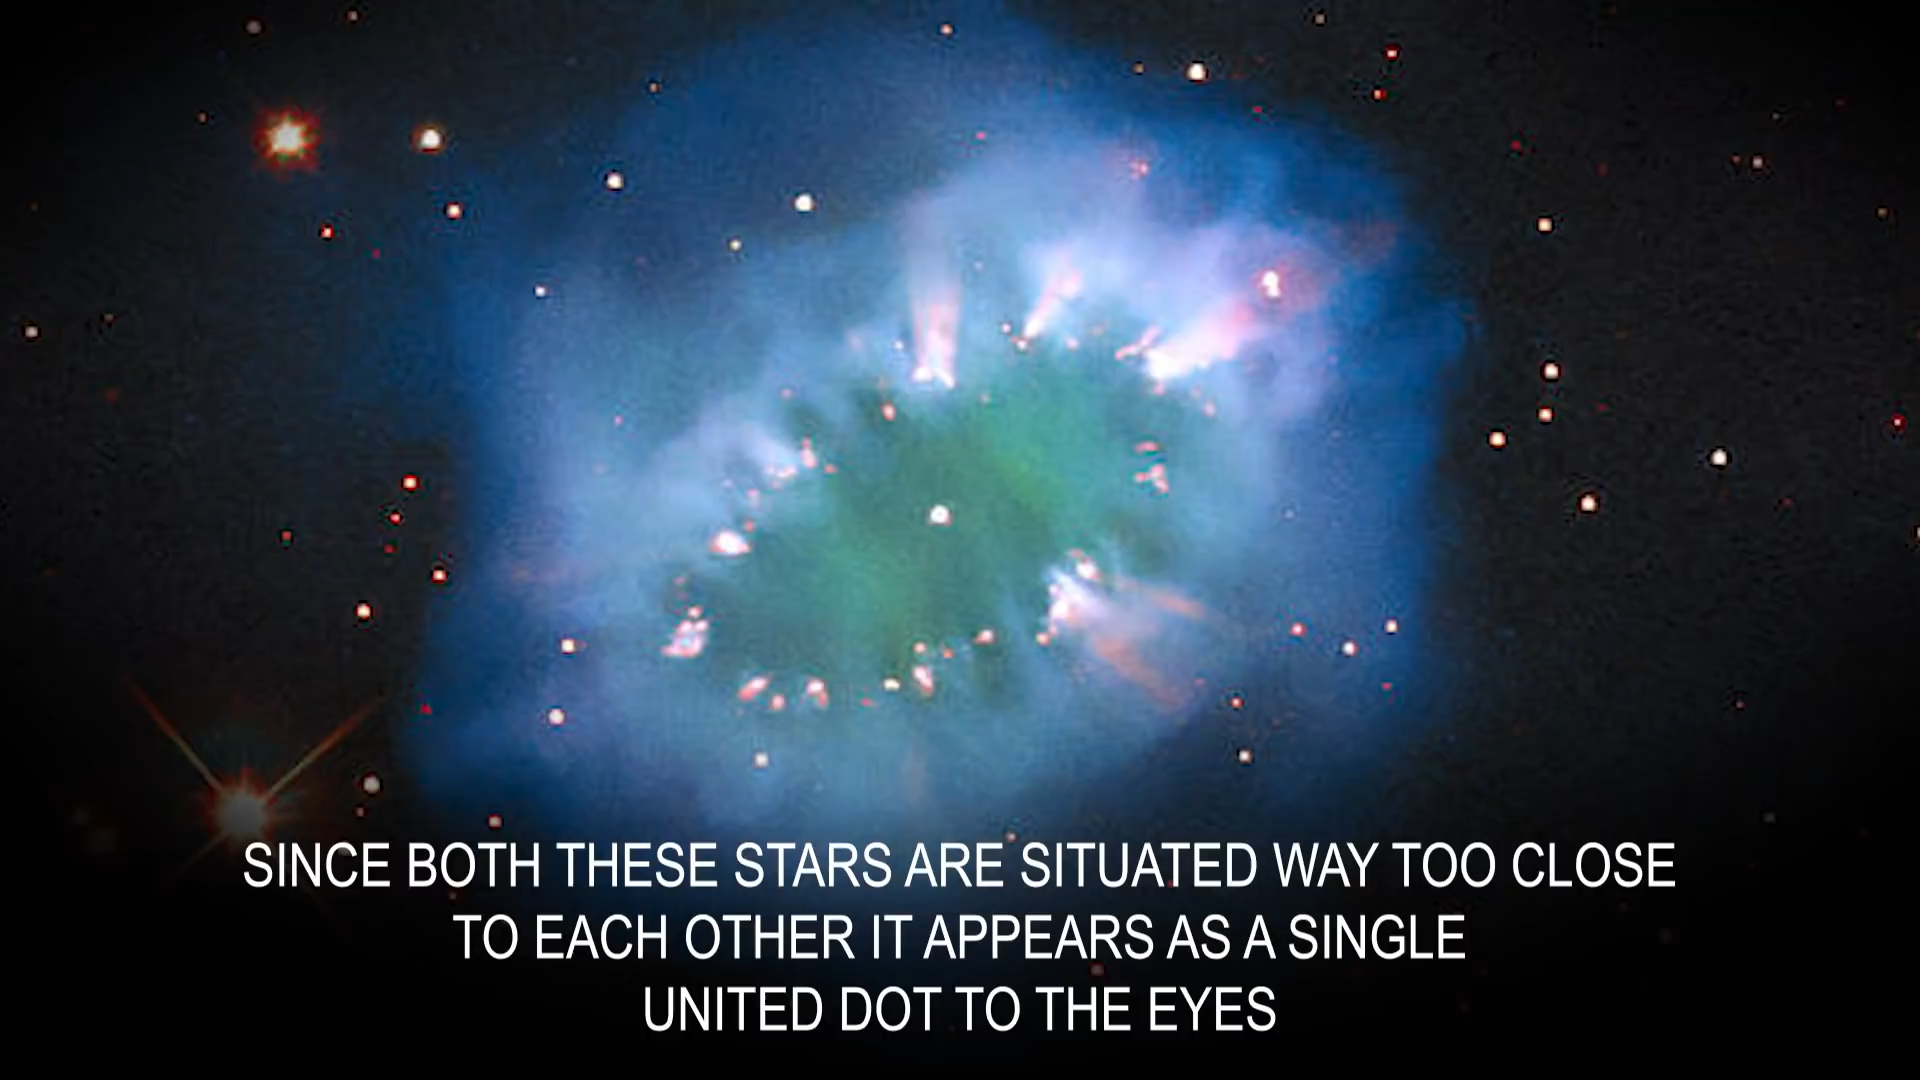 SINCE BOTH THESE STARS ARE SITUATED WAY TOO CLOSE
TO EACH OTHER IT APPEARS AS A SINGLE
UNITED DOT TO THE EYES